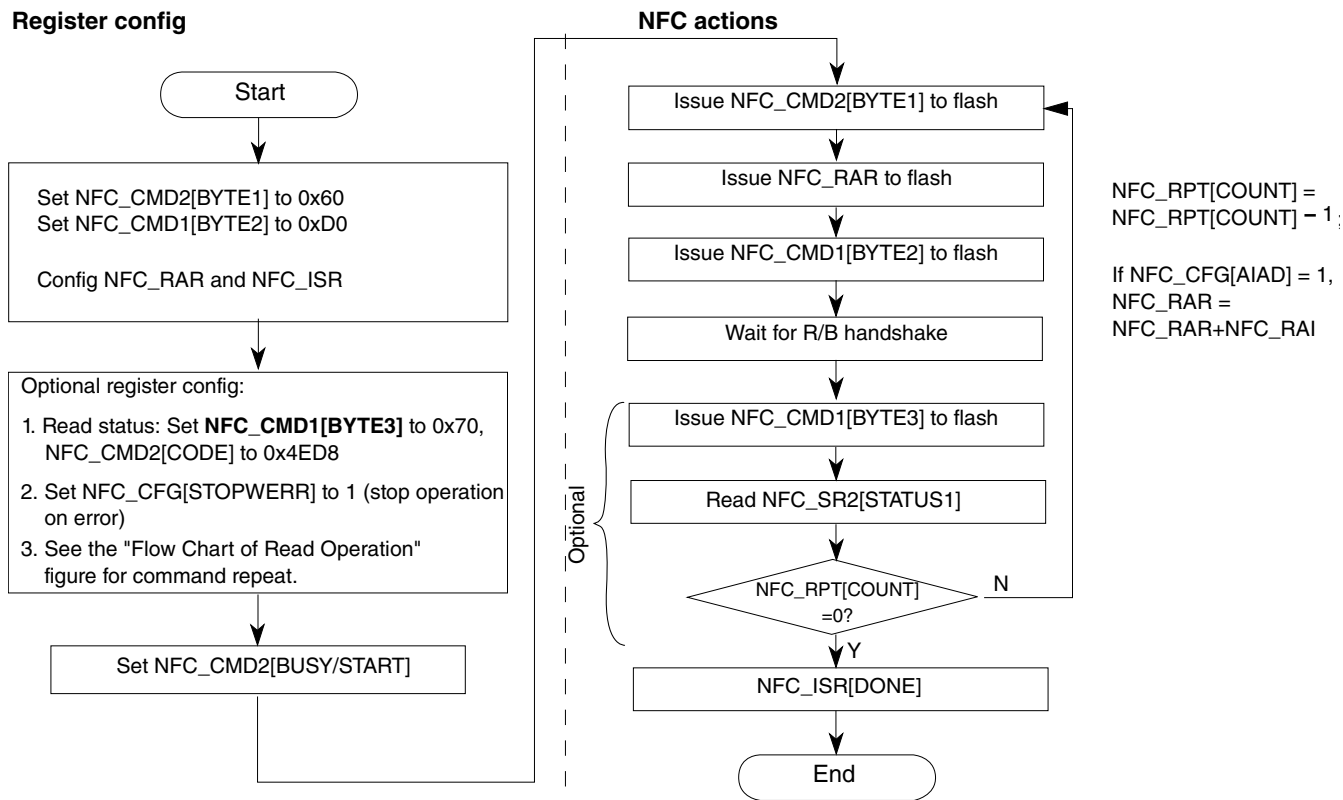 Register config
Start
Set NFC_CMD2[BYTE1] to 0x60
Set NFC_CMD1[BYTE2] to 0xD0
Config NFC_RAR and NFC_ISR
Optional register config:
1. Read status: Set NFC_CMD1[BYTE3] to 0x70,
NFC_CMD2[CODE] to 0x4ED8
2. Set NFC_CFG[STOPWERR] to 1 (stop operation
on error)
3. See the "Flow Chart of Read Operation"
figure for command repeat.
Set NFC_CMD2[BUSY/START]
NFC actions
Issue NFC_CMD2[BYTE1] to flash
Issue NFC_RAR to flash
Issue NFC_CMD1[BYTE2] to flash
Wait for R/B handshake
Optional
Issue NFC_CMD1[BYTE3] to flash
Read NFC_SR2[STATUS1]
NFC_RPT[COUNT]
=0?
N
Y
NFC_ISR[DONE]
End
NFC_RPT[COUNT] =
NFC_RPT[COUNT] − 1 ;
If NFC_CFG[AIAD] = 1,
NFC_RAR =
NFC_RAR+NFC_RAI